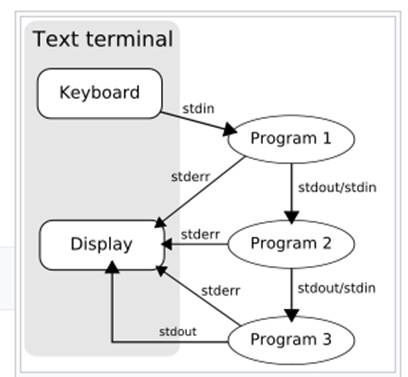 Text terminal
Keyboard
stdin
Program 1
stderr
stdout/stdin
Display
stderr
Program 2
stderr
stdout/stdin
stdout
Program 3